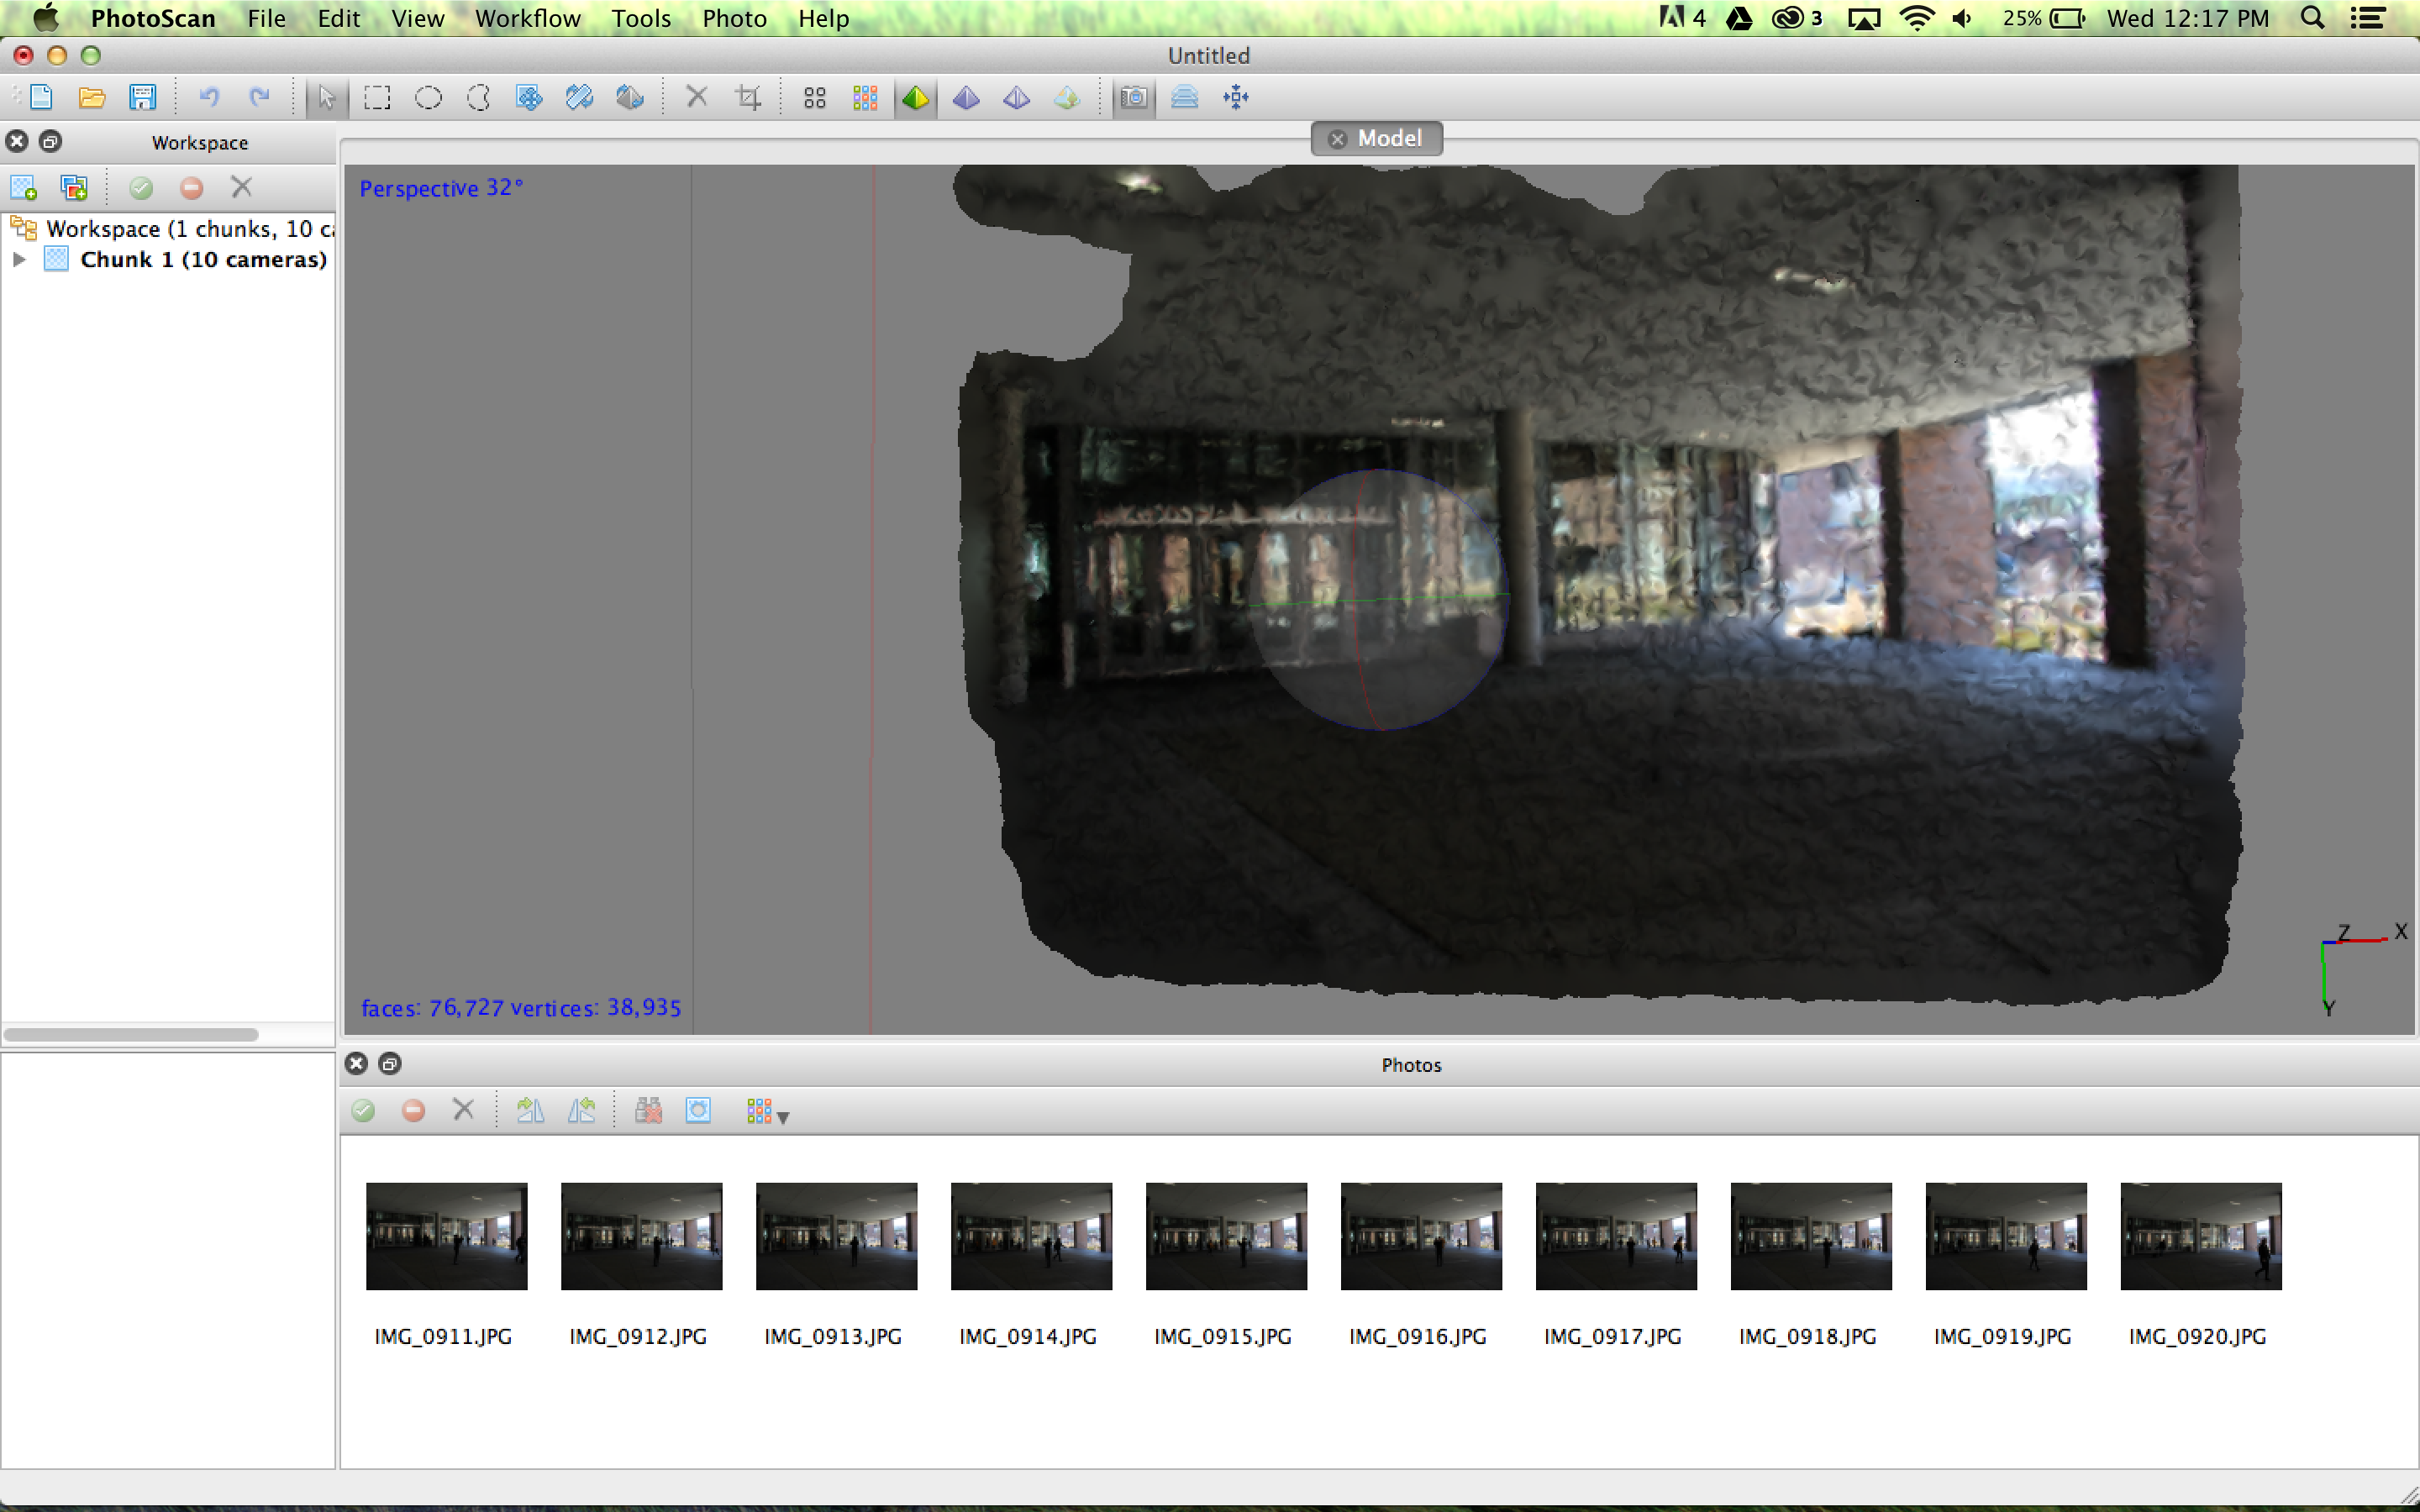 PhotoScan File Edit View Workflow Tools Photo Help 4 3 25% Wed 12:17 PM
Untitled
Workspace
Model
Workspace (1 chunks, 10 ca
Chunk 1 (10 cameras)
Perspective 32°
Z X
Y
faces: 76,727 vertices: 38,935
Photos
IMG_0911.JPG IMG_0912.JPG IMG_0913.JPG IMG_0914.JPG IMG_0915.JPG IMG_0916.JPG IMG_0917.JPG IMG_0918.JPG IMG_0919.JPG IMG_0920.JPG